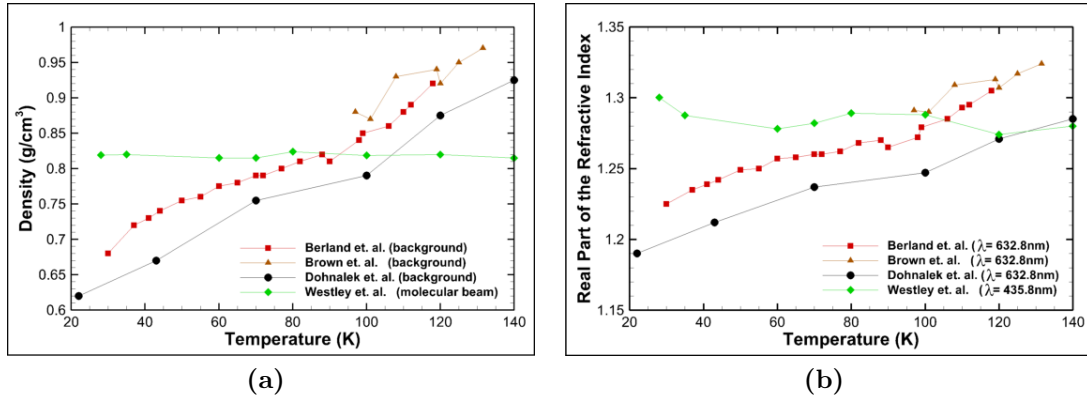 1
0.95
0.9
0.85
0.8
0.75
0.7
0.65
0.6
Density (g/cm³)
20 40 60 80 100 120 140
Temperature (K)
Berland et. al. (background)
Brown et. al. (background)
Dohnalek et. al. (background)
Westley et. al. (molecular beam)
(a)
1.35
1.3
1.25
1.2
1.15
Real Part of the Refractive Index
20 40 60 80 100 120 140
Temperature (K)
Berland et. al. (λ= 632.8nm)
Brown et. al. (λ= 632.8nm)
Dohnalek et. al. (λ= 632.8nm)
Westley et. al. (λ= 435.8nm)
(b)